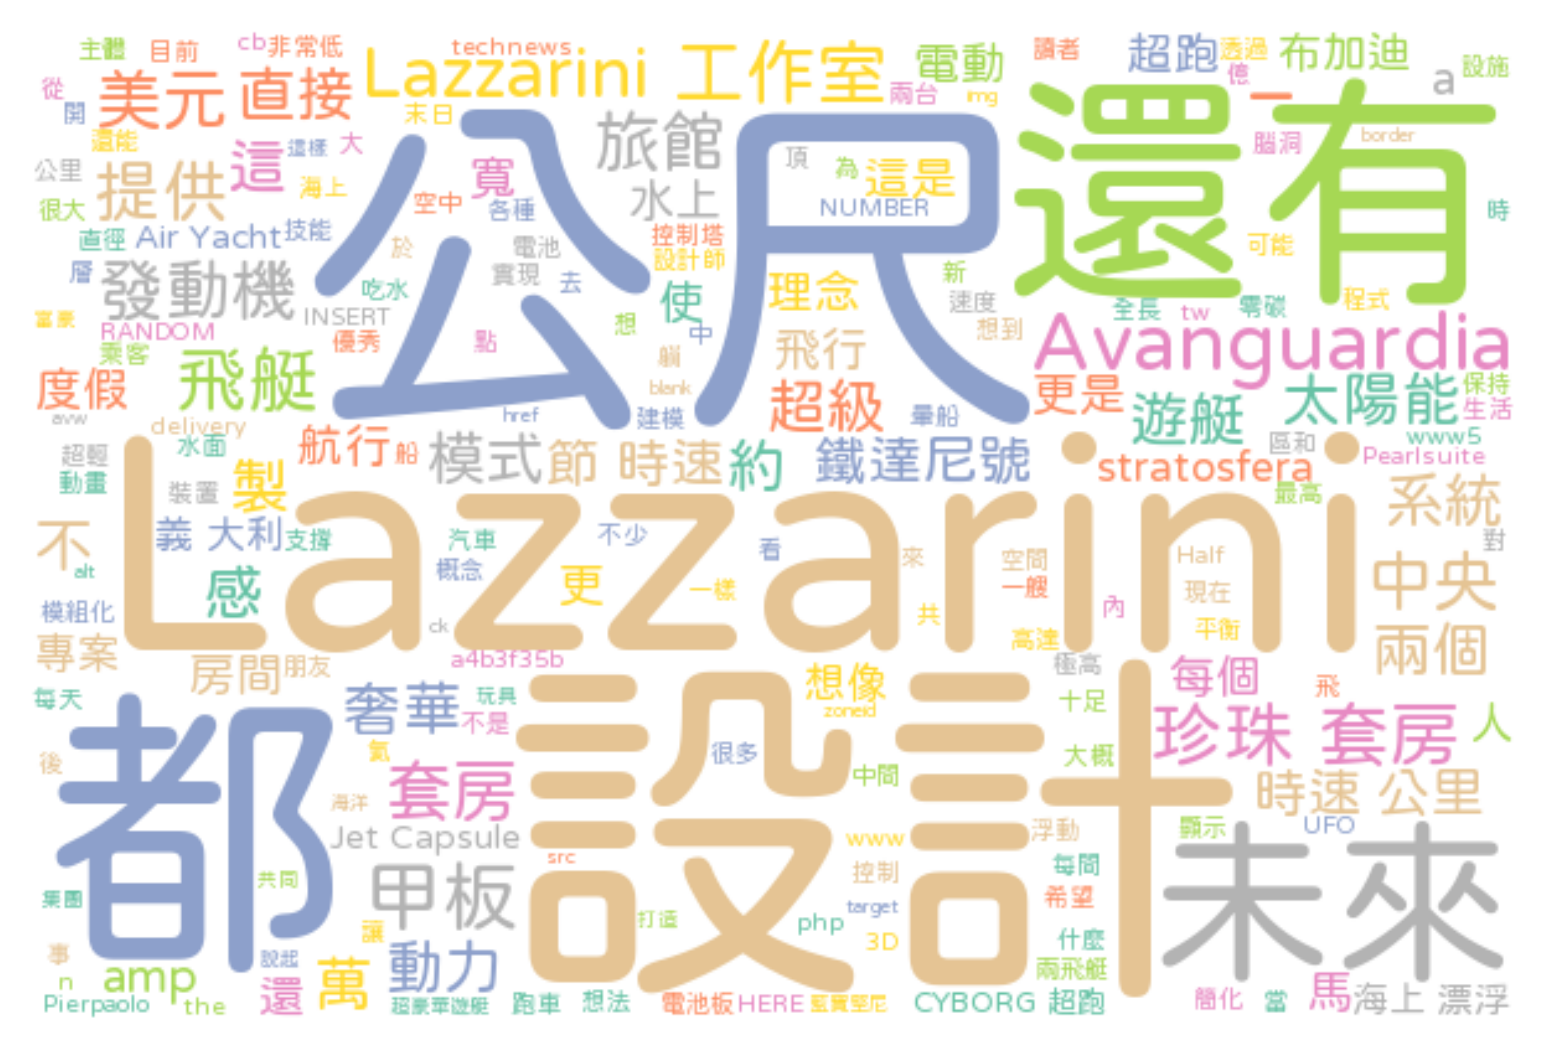 主體 目前 cb 非常低 technews 讀者 超跑 透過 布加迪
從 美元 直接 Lazzarini 工作室 電動 兩台 img 億 一 a 設施
開 還能 這樣 大 末日 旅館 頂 為 這是 還有 腦洞 border
公里 提供 這 海上 公尺 寬 水上 NUMBER
很大 直徑 Air Yacht 技能 空中 各種 控制塔 時
層 發動機 於 電池 設計師 可能
富豪 INSERT 吃水 實現 去 使 理念 新 速度 全長 tw 零碳 程式
RANDOM 優秀 點 想 中 飛行 想到 Avanguardia
乘客 飛艇 躺 超級 更是 太陽能 保持
度假 avw blank href 建模 暈船 遊艇 生活
delivery 水面 航行 船 模式 節 時速 約 鐵達尼號 區和 www5
超輕 動畫 製 stratosfera Pearlsuite
裝置 Lazzarini 最高 系統
不 義大利 支撐 汽車 不少 看 對
alt 感 概念 更 一樣 來 空間 Half 中央
模組化 ck 共 一艘 內 現在
專案 房間 朋友 a4b3f35b 高達 平衡 兩個
每天 奢華 玩具 想像 極高 每個 飛
都 不是 zoneid 設計 十足 珍珠 套房 人
後 氦 套房 很多 中間 大概
海洋 Jet Capsule www 浮動 時速 公里
src 顯示 UFO
集團 共同 甲板 控制 每間 未來
打造 target 希望
事 讓 php 3D 什麼
n amp 說起 動力 兩飛艇
Pierpaolo the 還 萬 超豪華遊艇 跑車 想法 電池板 HERE 藍寶堅尼 CYBORG 超跑 簡化 當 馬 海上 漂浮